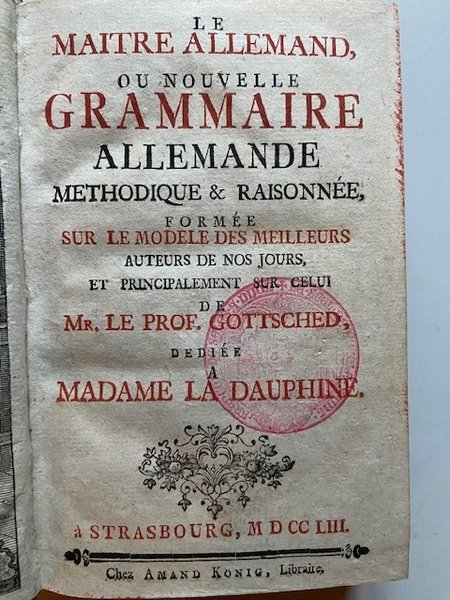 LE
MAITRE ALLEMAND,
OU NOUVELLE
GRAMMAIRE
ALLEMANDE
METHODIQUE & RAISONNÉE,
FORMÉE
SUR LE MODELE DES MEILLEURS
AUTEURS DE NOS JOURS,
ET PRINCIPALEMENT SUR CELUI
DE
MR. LE PROF. GOTTSCHED,
DEDIÉE
A
MADAME LA DAUPHINE.
à STRASBOURG, M D CC LIII.
Chez AMAND KÖNIG, Libraire.